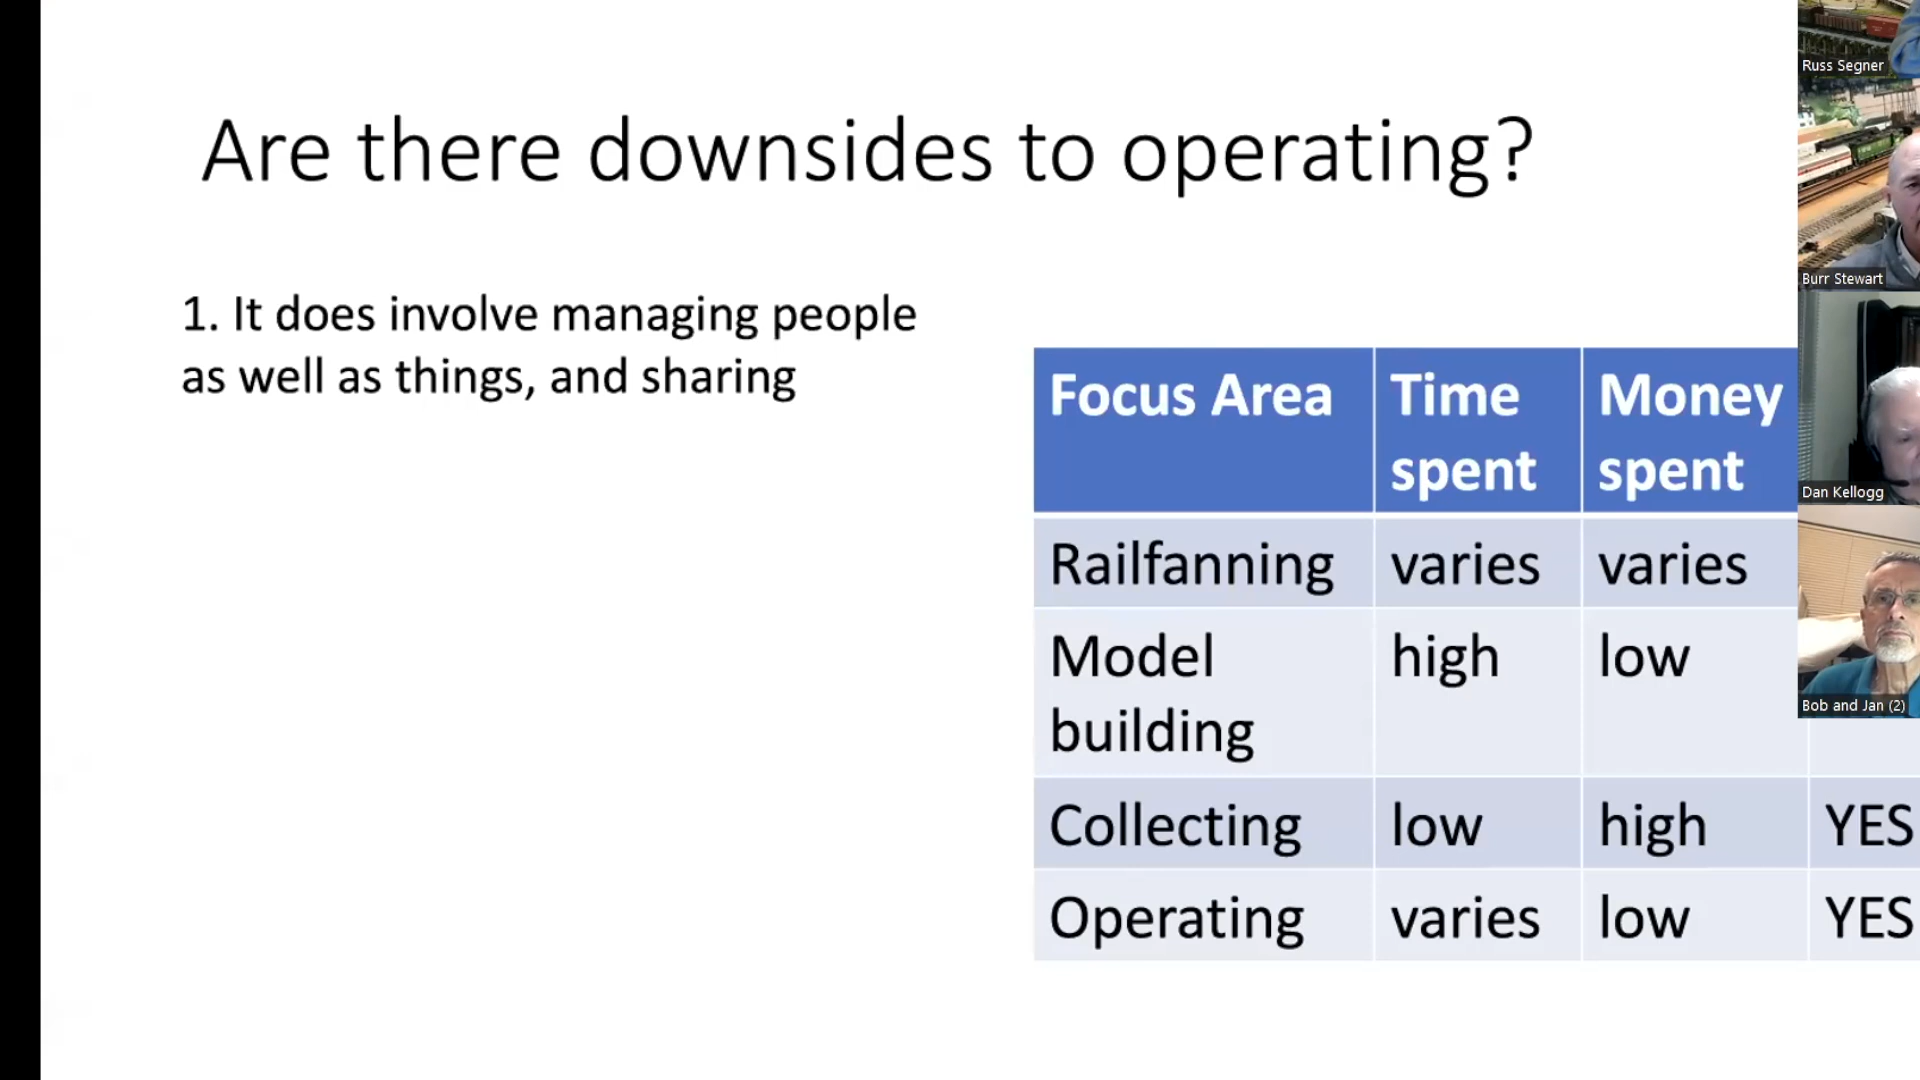 Are there downsides to operating?
1. It does involve managing people
as well as things, and sharing
Focus Area Time spent Money spent
Railfanning varies varies
Model building high low
Collecting low high YES
Operating varies low YES
Russ Segner
Burr Stewart
Dan Kellogg
Bob and Jan (2)